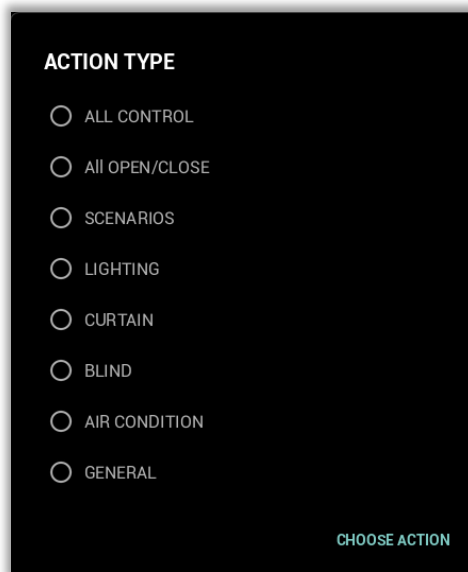 ACTION TYPE
ALL CONTROL
All OPEN/CLOSE
SCENARIOS
LIGHTING
CURTAIN
BLIND
AIR CONDITION
GENERAL
CHOOSE ACTION